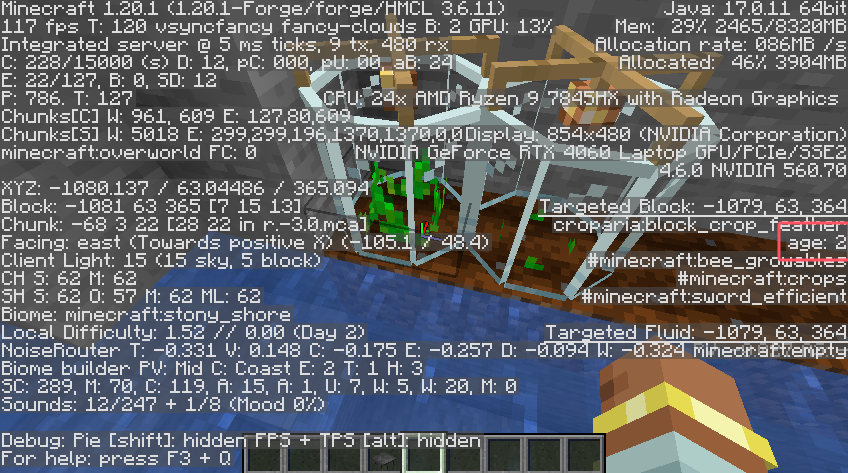 Minecraft 1.20.1 (1.20.1-Forge/forge/HMCL 3.6.11)
117 fps T: 120 vsyncfancy fancy-clouds B: 2 GPU: 13%
Integrated server @ 5 ms ticks, 4 tx, 480 rx
C: 228/15000 (s) D: 12, pC: 000, pU: 00, aB: 24
E: 22/127, B: 0, SD: 12
P: 786. T: 127
Chunks[C] W: 961, 609 E: 127,80,609
Chunks[S] W: 5018 E: 299,299,196,1370,1370,0,0
minecraft:overworld FC: 0
XYZ: -1080.137 / 63.04486 / 365.094
Block: -1081 63 365 [7 15 13]
Chunk: -68 3 22 [28 22 in r.-3.0.mca]
Facing: east (Towards positive X) (-105.1 / 48.4)
Client Light: 15 (15 sky, 5 block)
CH S: 62 M: 62
SH S: 62 O: 57 M: 62 ML: 62
Biome: minecraft:stony_shore
Local Difficulty: 1.52 // 0.00 (Day 2)
NoiseRouter T: -0.331 V: 0.148 C: -0.175 E: -0.257 D: -0.094 W: -0.324
Biome builder PV: Mid C: Coast E: 2 T: 1 H: 3
SC: 289, M: 70, C: 119, A: 15, A: 1, U: 7, W: 5, W: 20, M: 0
Sounds: 12/247 + 1/8 (Mood 0%)
Debug: Pie [shift]: hidden FPS + TPS [alt]: hidden
For help: press F3 + Q
Java: 17.0.11 64bit
Mem: 29% 2465/8320MB
Allocation rate: 086MB /s
Allocated: 46% 3904MB
CPU: 24x AMD Ryzen 9 7845HX with Radeon Graphics
Display: 854x480 (NVIDIA Corporation)
NVIDIA GeForce RTX 4060 Laptop GPU/PCIe/SSE2
4.6.0 NVIDIA 560.70
Targeted Block: -1079, 63, 364
croparia:block_crop_feather
age: 2
#minecraft:bee_growables
#minecraft:crops
#minecraft:sword_efficient
Targeted Fluid: -1079, 63, 364
minecraft:empty